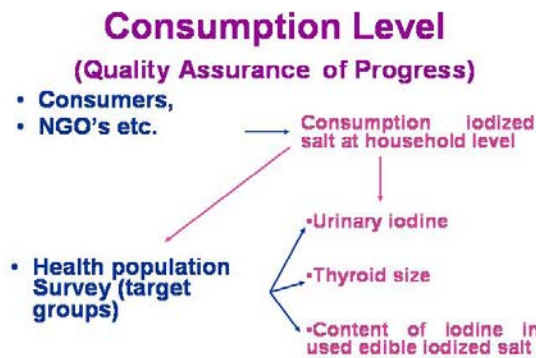 Consumption Level
(Quality Assurance of Progress)
• Consumers,
• NGO's etc.
Consumption iodized
salt at household level
•Urinary iodine
• Health population
Survey (target
groups)
•Thyroid size
•Content of iodine in
used edible iodized salt